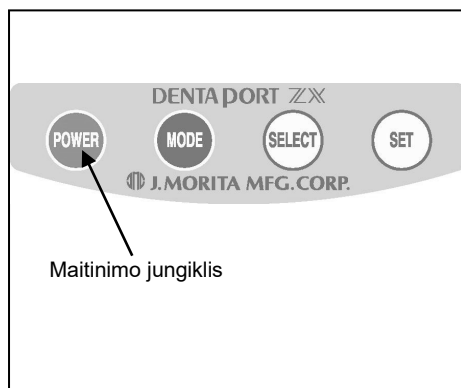 DENTAPORT ZX
POWER MODE SELECT SET
J.MORITA MFG.CORP.
Maitinimo jungiklis